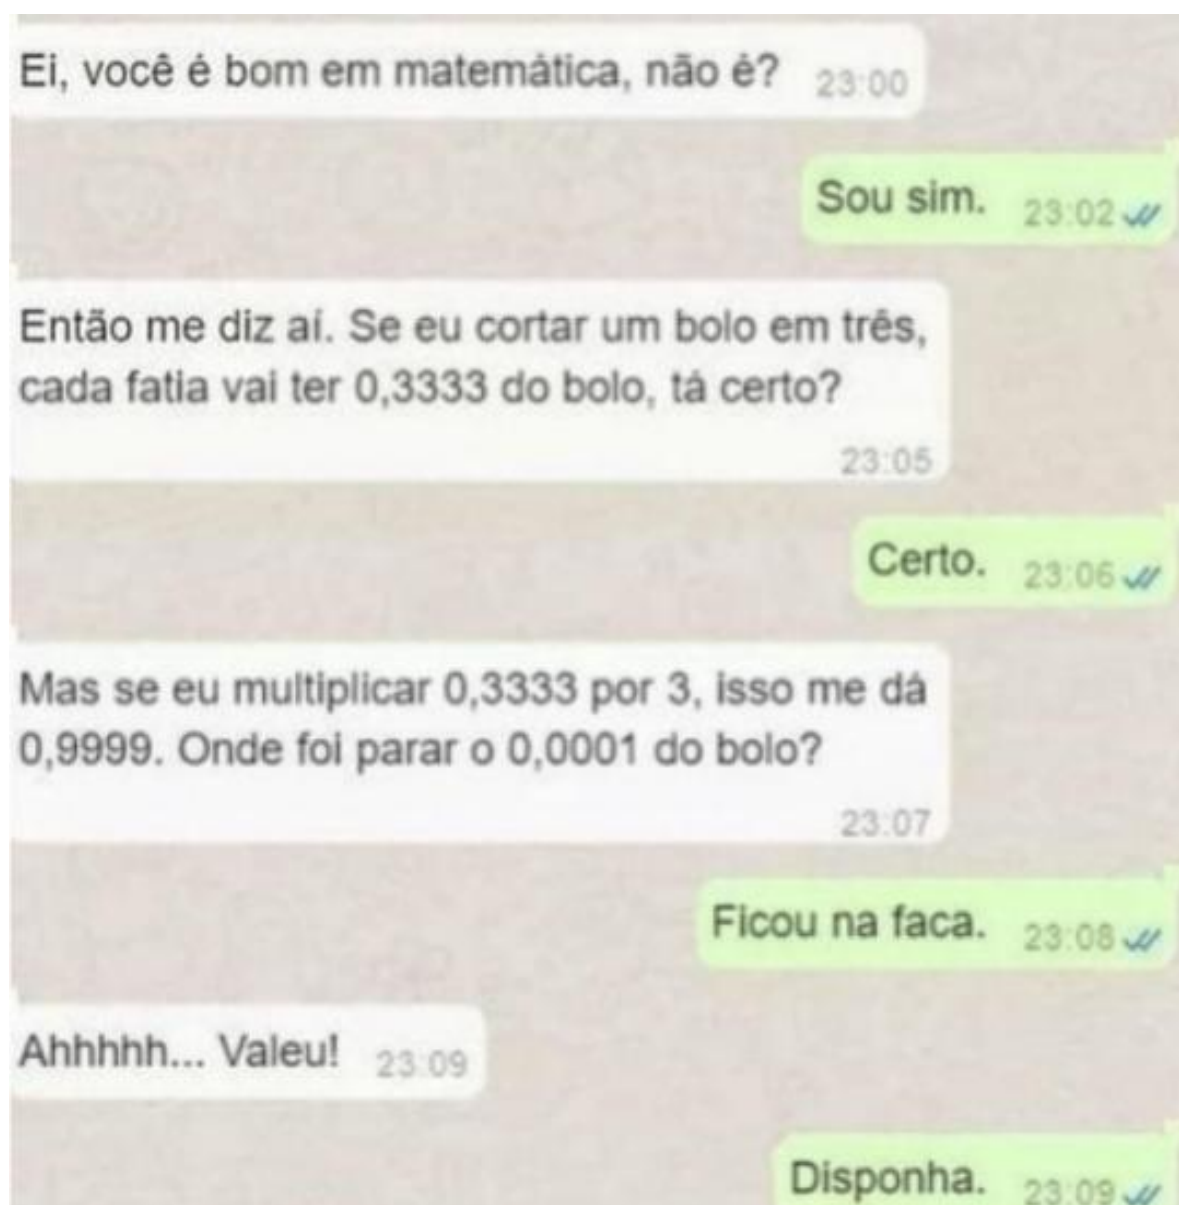 Ei, você é bom em matemática, não é? 23:00
Sou sim. 23:02
Então me diz aí. Se eu cortar um bolo em três,
cada fatia vai ter 0,3333 do bolo, tá certo?
23:05
Certo. 23:06
Mas se eu multiplicar 0,3333 por 3, isso me dá
0,9999. Onde foi parar o 0,0001 do bolo?
23:07
Ficou na faca. 23:08
Ahhhhh... Valeu! 23:09
Disponha. 23:09